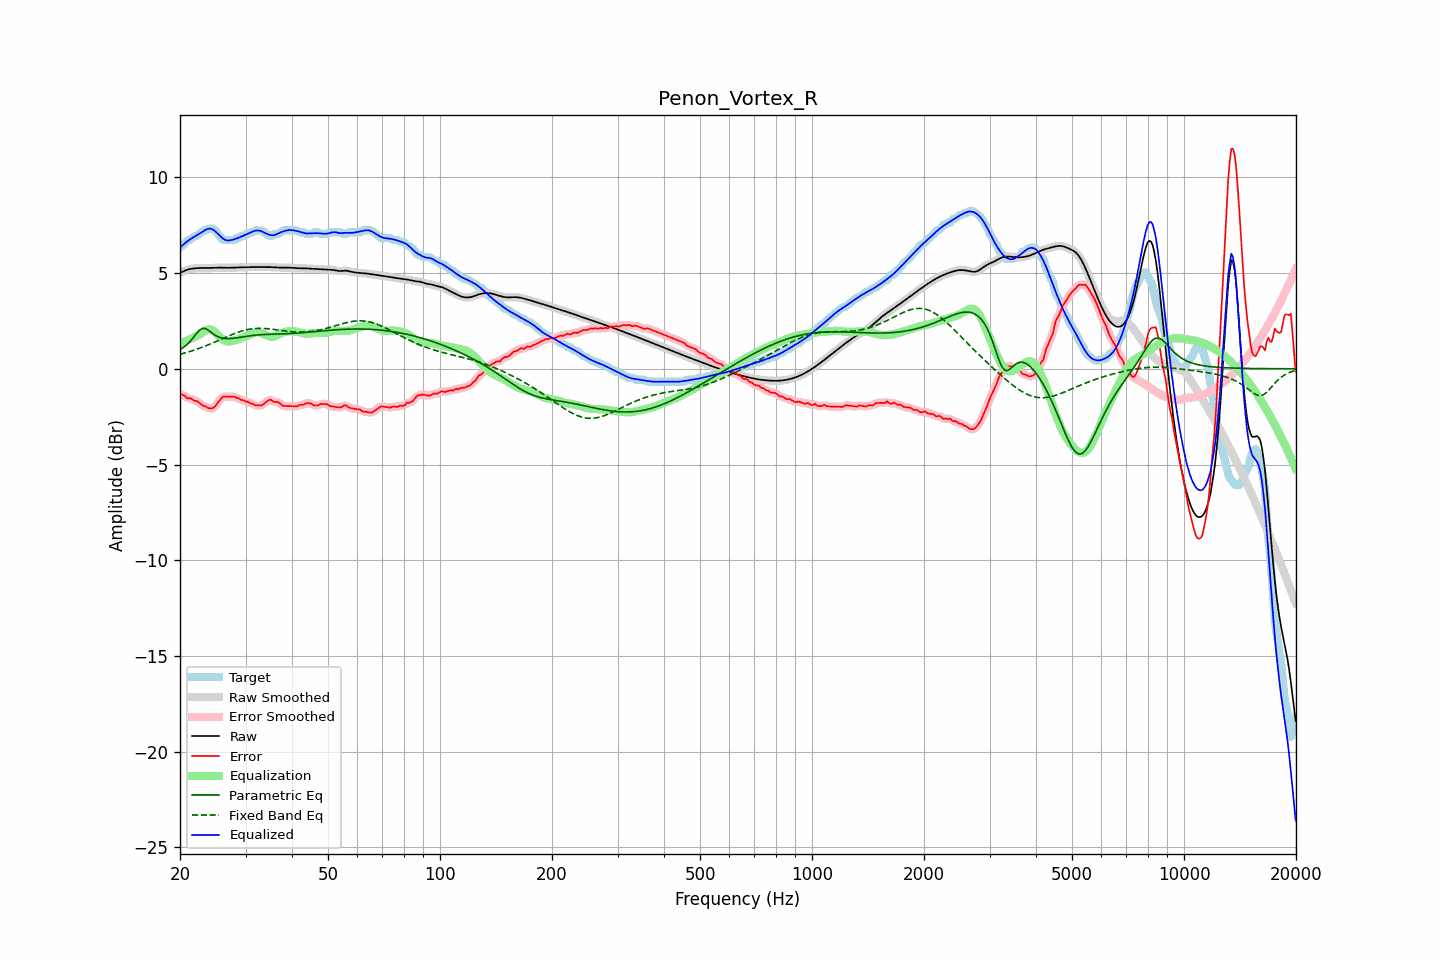 Penon_Vortex_R
Amplitude (dBr)
10
5
0
−5
−10
−15
−20
−25
Target
Raw Smoothed
Error Smoothed
Raw
Error
Equalization
Parametric Eq
Fixed Band Eq
Equalized
20 50 100 200 500 1000 2000 5000 10000 20000
Frequency (Hz)